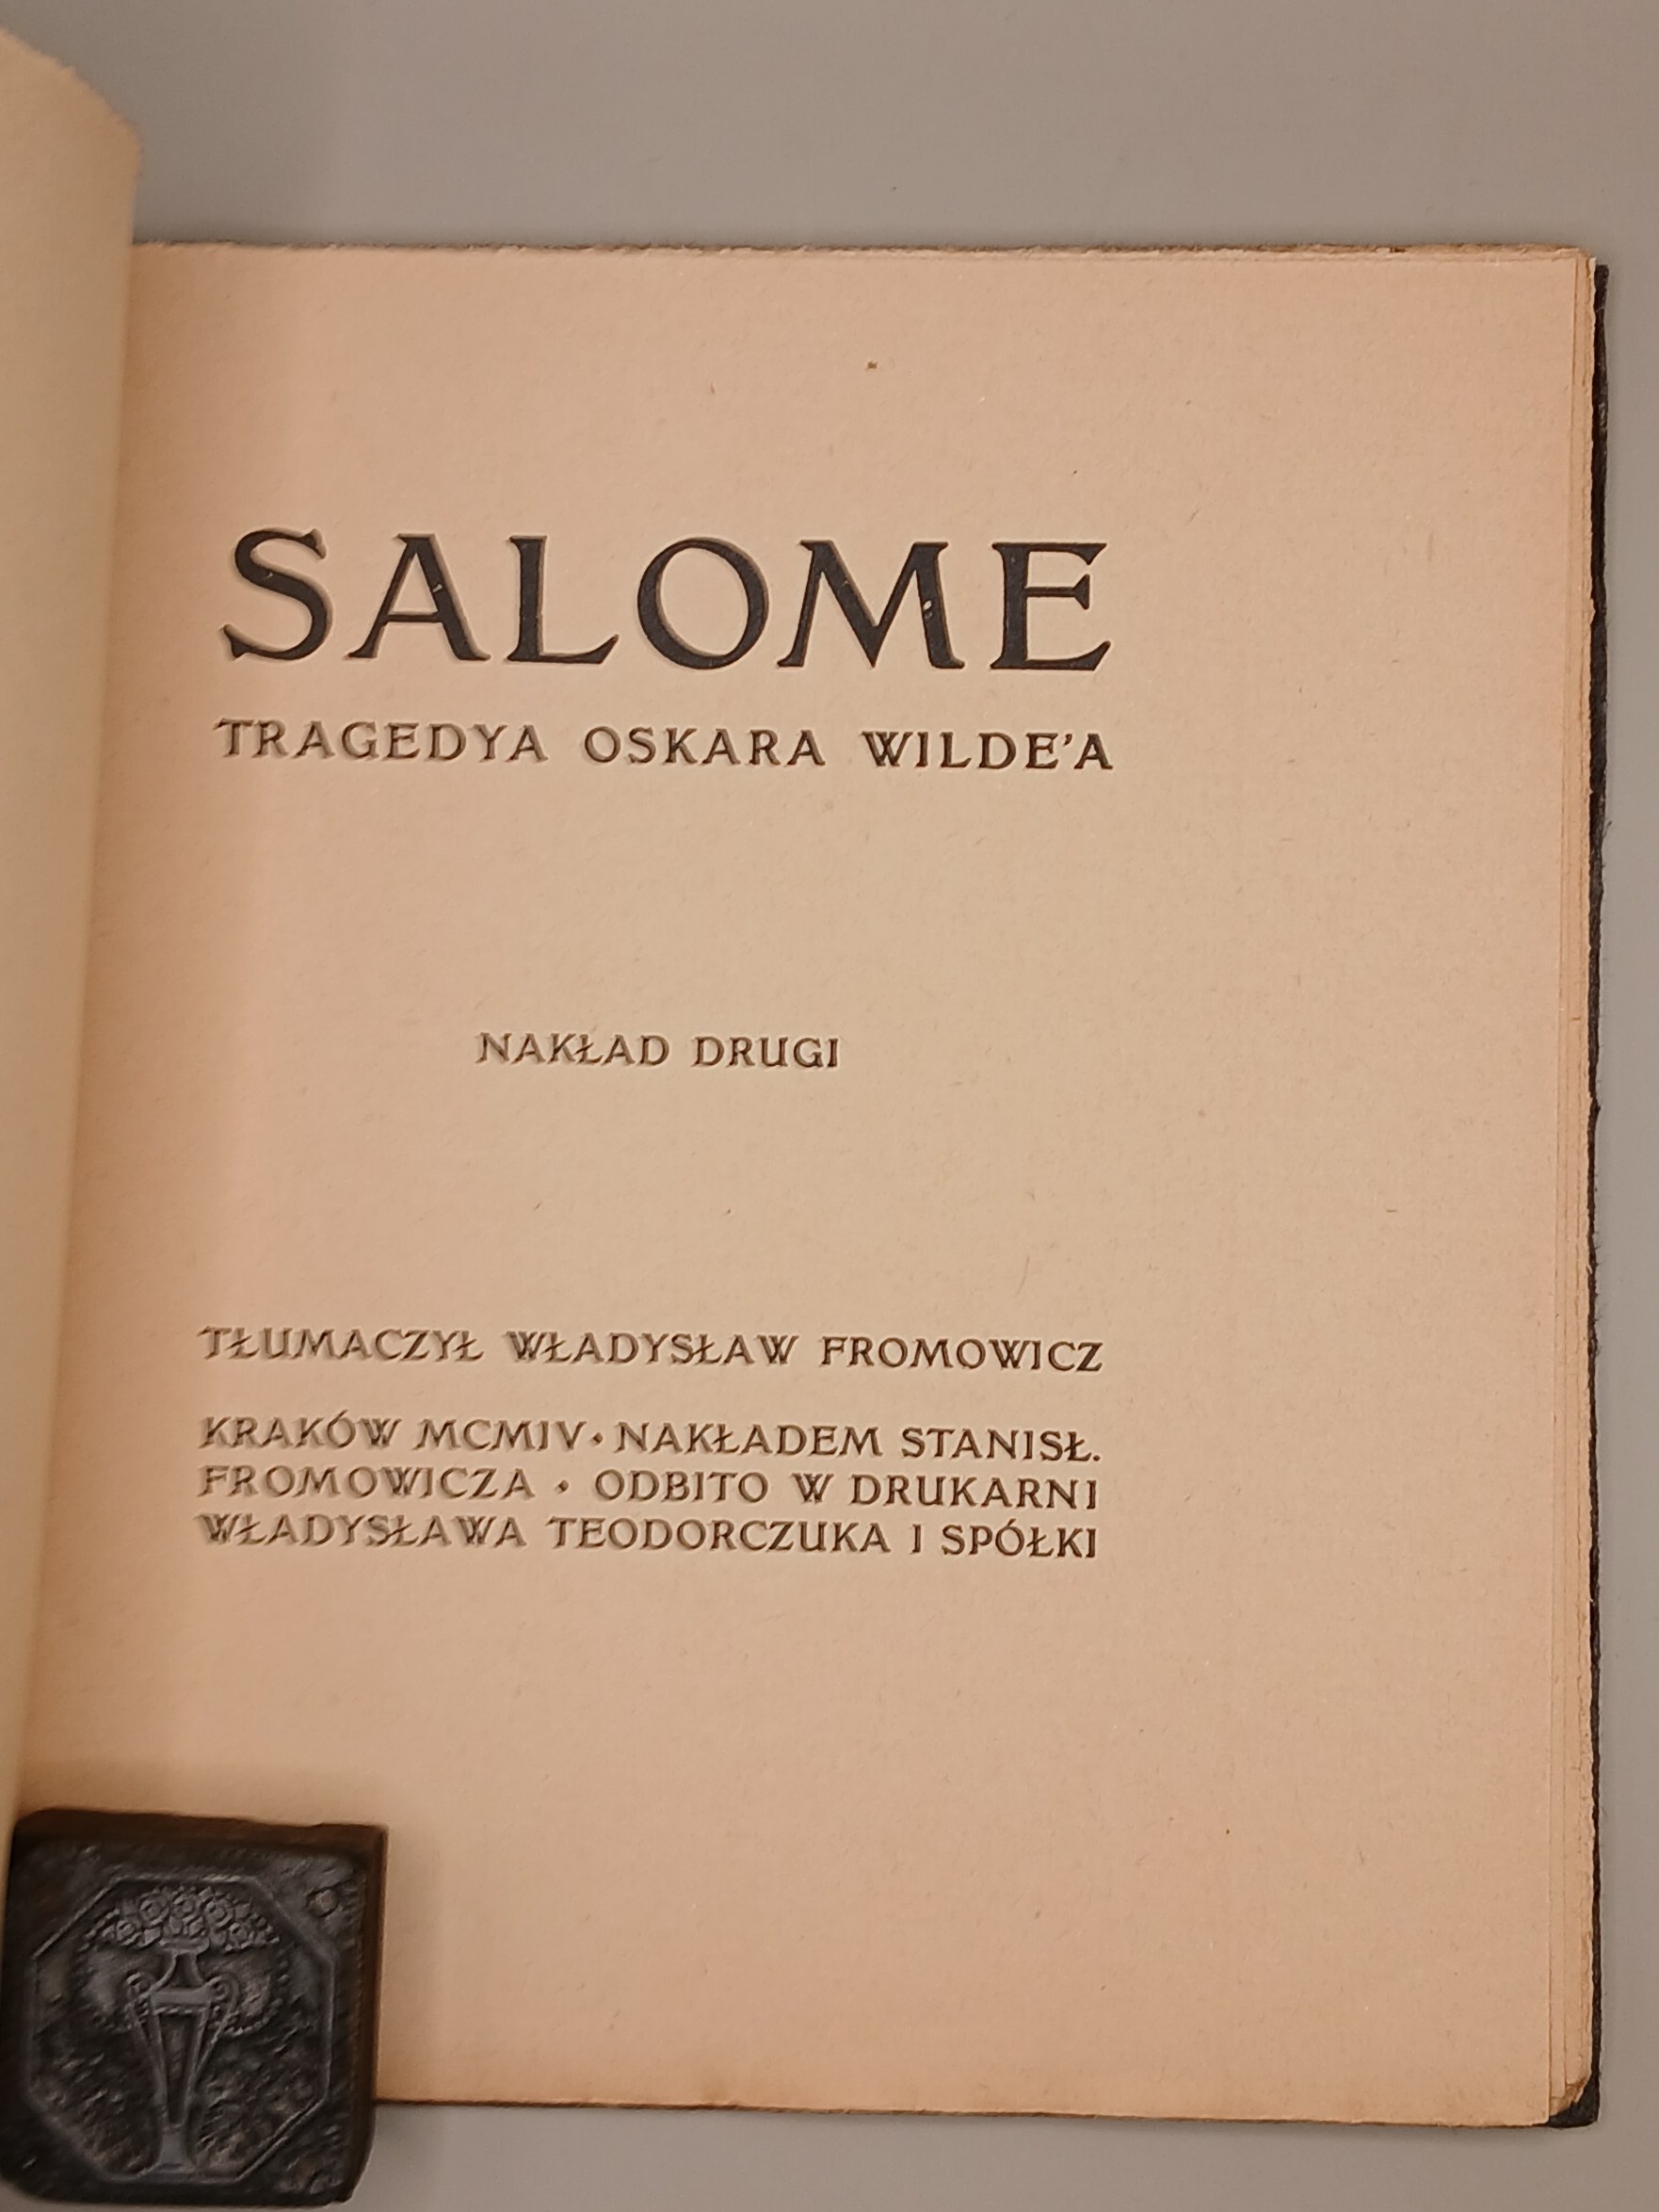 SALOME
TRAGEDYA OSKARA WILDE'A
NAKŁAD DRUGI
TŁUMACZYŁ WŁADYSŁAW FROMOWICZ
KRAKÓW MCMIV • NAKŁADEM STANISŁ.
FROMOWICZA • ODBITO W DRUKARNI
WŁADYSŁAWA TEODORCZUKA I SPÓŁKI